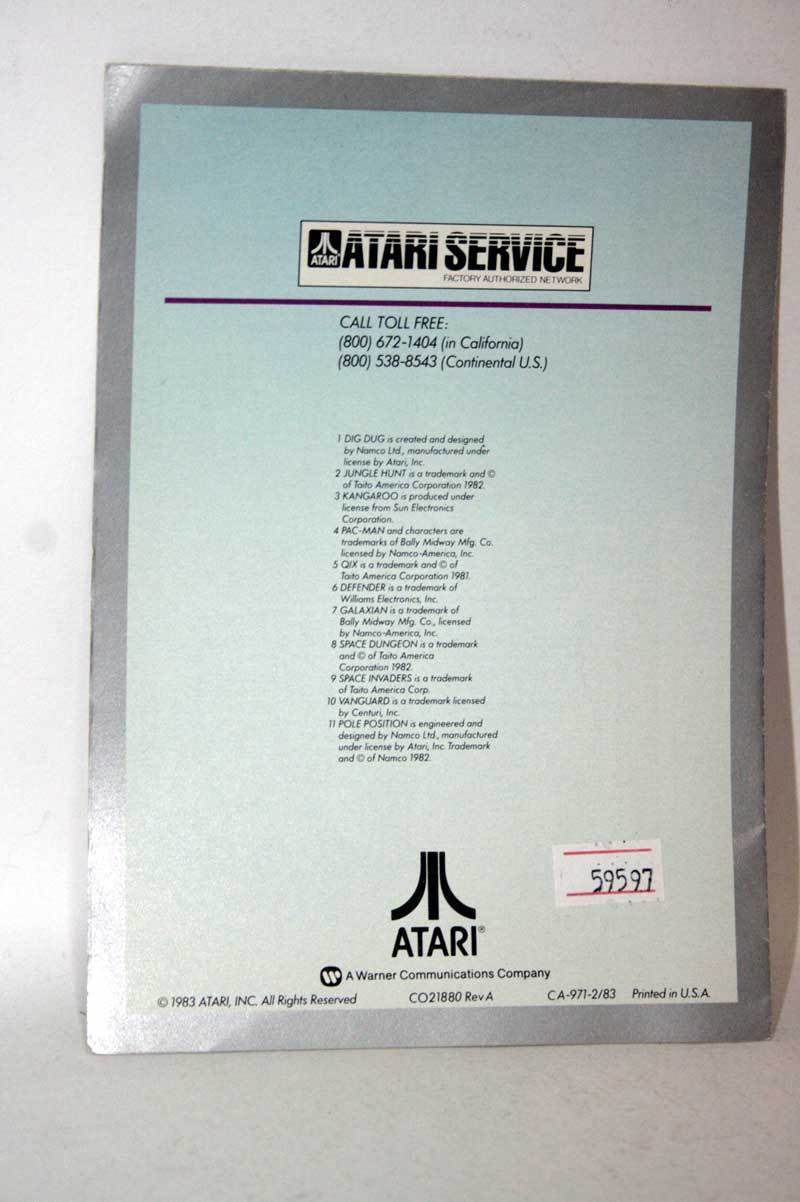 ATARI
ATARI SERVICE
FACTORY AUTHORIZED NETWORK
CALL TOLL FREE:
(800) 672-1404 (in California)
(800) 538-8543 (Continental U.S.)
1 DIG DUG is created and designed
by Namco Ltd., manufactured under
license by Atari, Inc.
2 JUNGLE HUNT is a trademark and ©
of Taito America Corporation 1982.
3 KANGAROO is produced under
license from Sun Electronics
Corporation.
4 PAC-MAN and characters are
trademarks of Bally Midway Mfg. Co.
licensed by Namco-America, Inc.
5 QIX is a trademark and © of
Taito America Corporation 1981.
6 DEFENDER is a trademark of
Williams Electronics, Inc.
7 GALAXIAN is a trademark of
Bally Midway Mfg. Co., licensed
by Namco-America, Inc.
8 SPACE DUNGEON is a trademark
and © of Taito America
Corporation 1982.
9 SPACE INVADERS is a trademark
of Taito America Corp.
10 VANGUARD is a trademark licensed
by Centuri, Inc.
11 POLE POSITION is engineered and
designed by Namco Ltd., manufactured
under license by Atari, Inc. Trademark
and © of Namco 1982.
59597
ATARI®
A Warner Communications Company
© 1983 ATARI, INC. All Rights Reserved CO21880 Rev A CA-971-2/83 Printed in U.S.A.